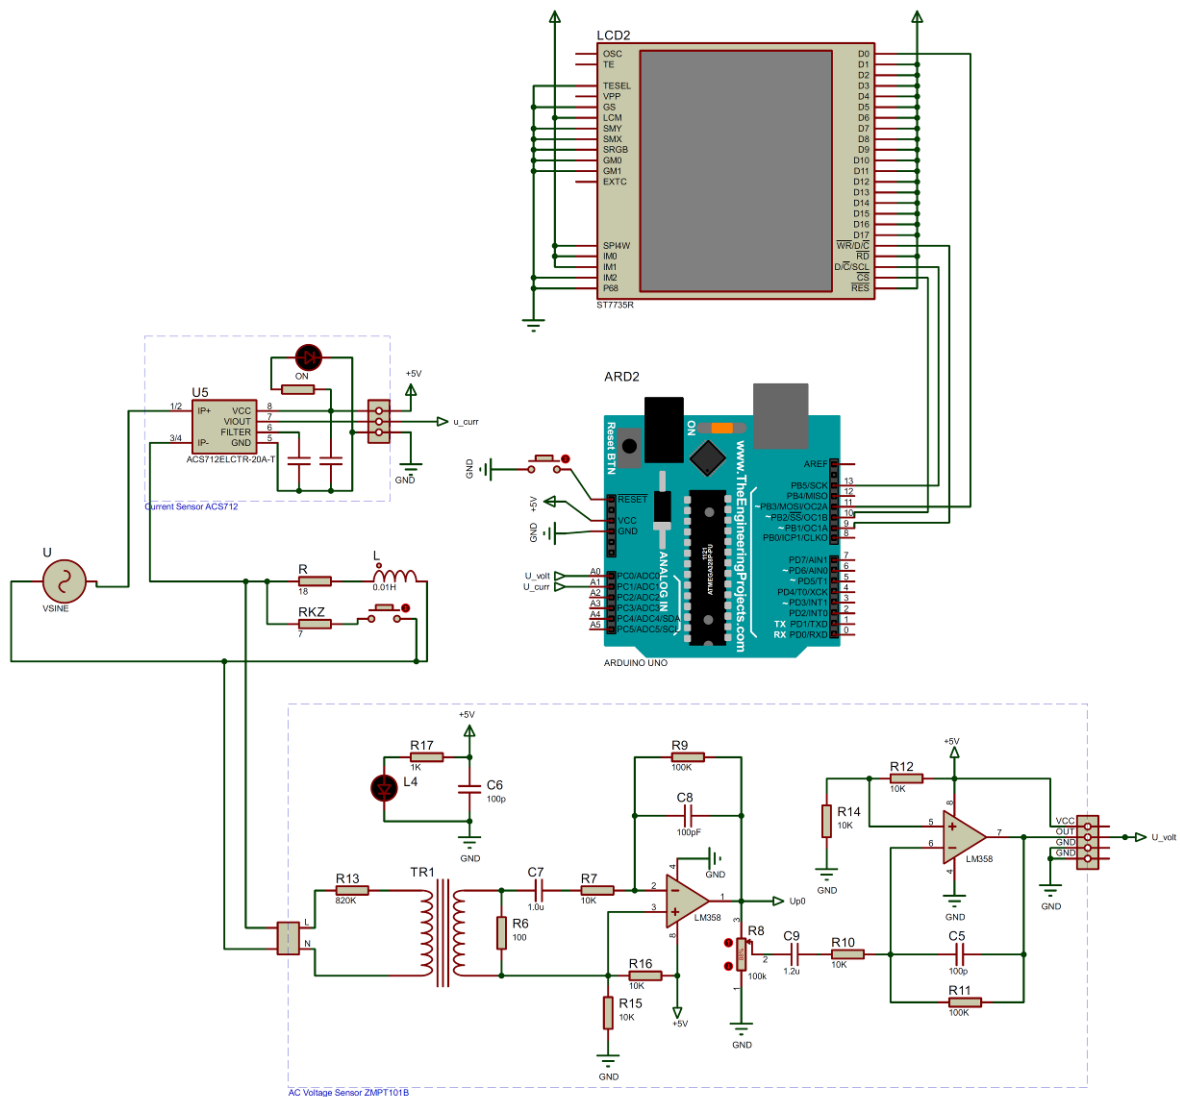 LCD2
OSC
TE
TESEL
VPP
GS
LCM
SMY
SMX
SRGB
GM0
GM1
EXTC
SPI4W
IM0
IM1
IM2
P68
D0
D1
D2
D3
D4
D5
D6
D7
D8
D9
D10
D11
D12
D13
D14
D15
D16
D17
WR/D/C
RD
D/C/SCL
CS
RES
ST7735R
U5
ON
1/2 IP+
3/4 IP-
VCC 8
VIOUT 7
FILTER 6
GND 5
ACS712ELCTR-20A-T
+5V
u_curr
GND
Current Sensor ACS712
ARD2
Reset BTN
ON
www.TheEngineeringProjects.com
ANALOG IN
GND
+5V
GND
RESET
VCC
GND
U_volt
U_curr
A0 PC0/ADC0
A1 PC1/ADC1
A2 PC2/ADC2
A3 PC3/ADC3
A4 PC4/ADC4/SDA
A5 PC5/ADC5/SCL
AREF
PB5/SCK 13
PB4/MISO 12
~PB3/MOSI/OC2A 11
~PB2/SS/OC1B 10
~PB1/OC1A 9
PB0/ICP1/CLKO 8
PD7/AIN1 7
~PD6/AIN0 6
~PD5/T1 5
PD4/T0/XCK 4
~PD3/INT1 3
PD2/INT0 2
TX PD1/TXD 1
RX PD0/RXD 0
ARDUINO UNO
U
VSINE
R
18
L
0.01H
RKZ
7
+5V
R17
1K
L4
C6
100p
GND
R9
100K
C8
100pF
R13
820K
TR1
C7
1.0u
R7
10K
R6
100
L
N
4
GND
2
3
8
1
LM358
Up0
R16
10K
R15
10K
+5V
GND
3
R8
2
100k
1
GND
C9
1.2u
R10
10K
+5V
R12
10K
R14
10K
GND
5
6
8
4
7
LM358
GND
C5
100p
R11
100K
VCC
OUT
GND
GND
U_volt
GND
AC Voltage Sensor ZMPT101B